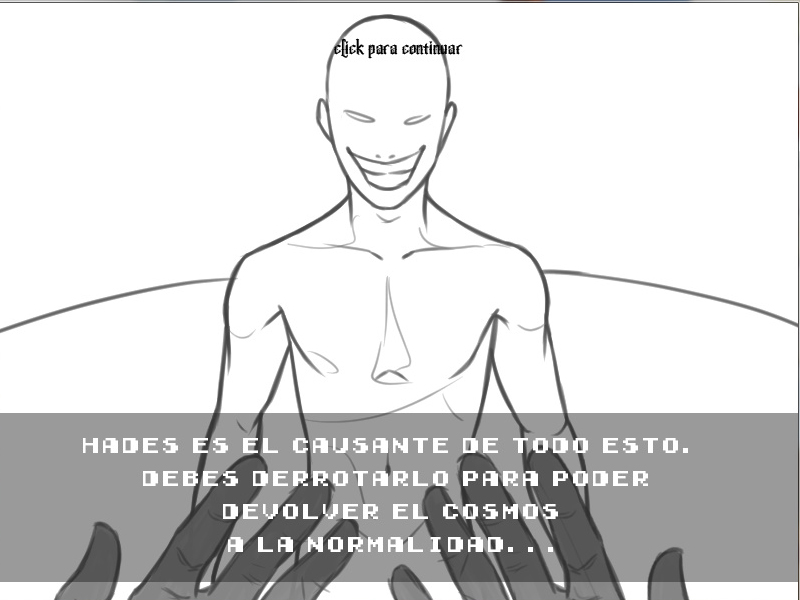 click para continuar
HADES ES EL CAUSANTE DE TODO ESTO.
DEBES DERROTARLO PARA PODER
DEVOLVER EL COSMOS
A LA NORMALIDAD...